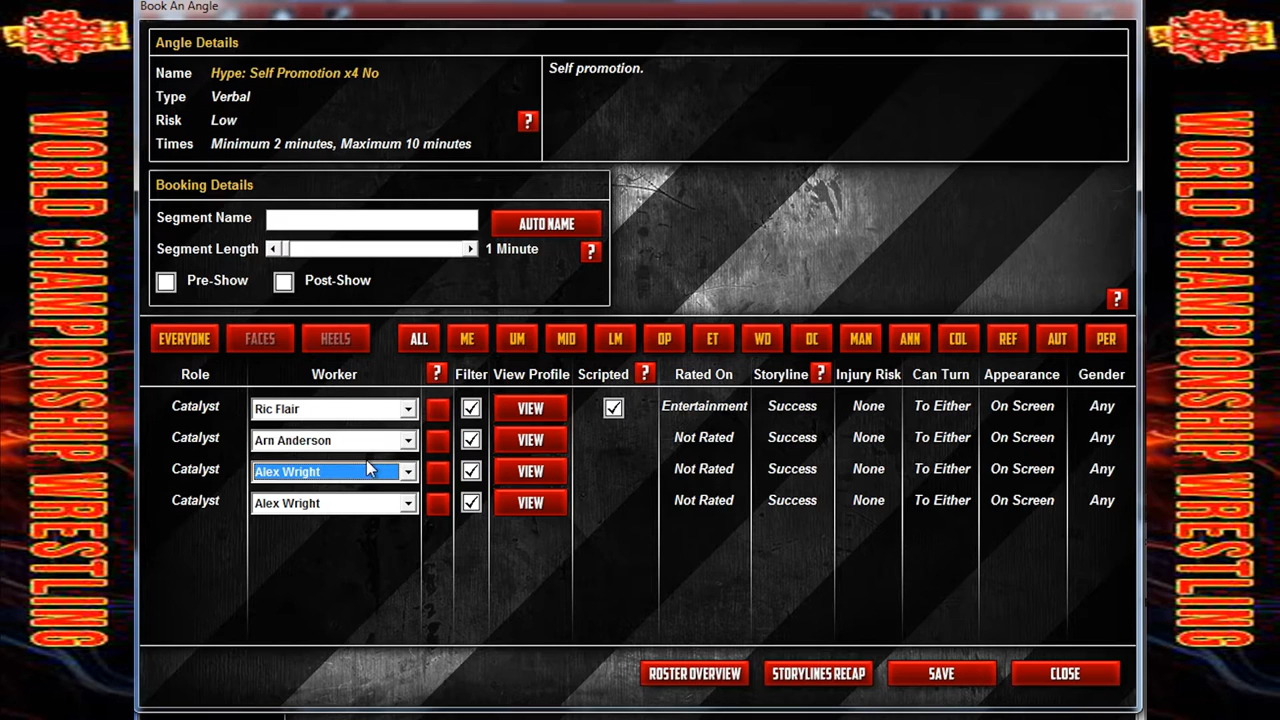 Book An Angle
Angle Details
Name Hype: Self Promotion x4 No
Type Verbal
Risk Low
?
Times Minimum 2 minutes, Maximum 10 minutes
Self promotion.
Booking Details
Segment Name AUTO NAME
Segment Length 1 Minute ?
Pre-Show Post-Show
?
EVERYONE FACES HEELS ALL ME UM MID LM OP ET WD OC MAN ANN COL REF AUT PER
Role Worker ? Filter View Profile Scripted ? Rated On Storyline ? Injury Risk Can Turn Appearance Gender
Catalyst Ric Flair VIEW Entertainment Success None To Either On Screen Any
Catalyst Arn Anderson VIEW Not Rated Success None To Either On Screen Any
Catalyst Alex Wright VIEW Not Rated Success None To Either On Screen Any
Catalyst Alex Wright VIEW Not Rated Success None To Either On Screen Any
ROSTER OVERVIEW STORYLINES RECAP SAVE CLOSE
WORLD CHAMPIONSHIP WRESTLING
WORLD CHAMPIONSHIP WRESTLING